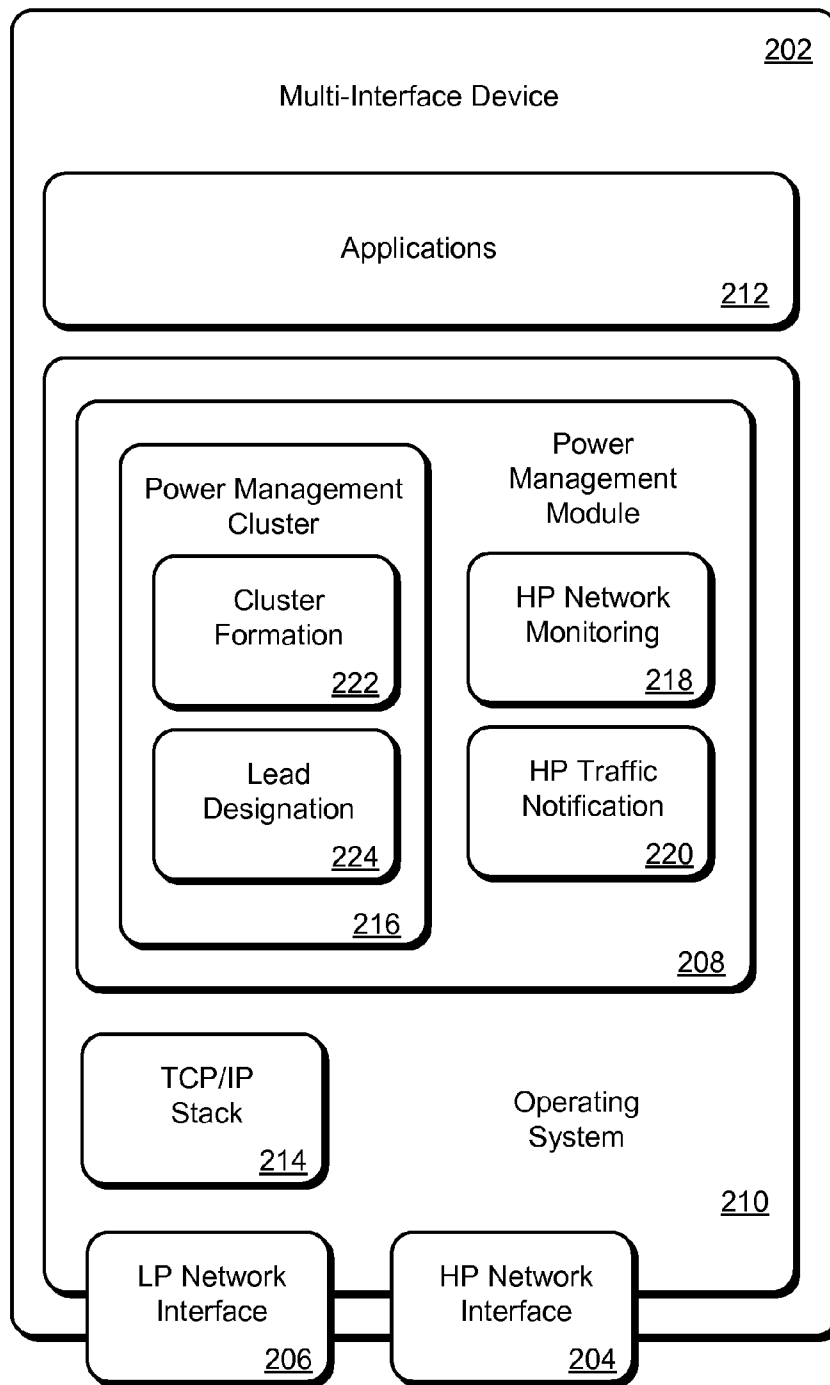 202
Multi-Interface Device
Applications
212
Power Management
Cluster
Power
Management
Module
Cluster
Formation
222
HP Network
Monitoring
218
Lead
Designation
224
HP Traffic
Notification
220
216
208
TCP/IP
Stack
214
Operating
System
210
LP Network
Interface
206
HP Network
Interface
204